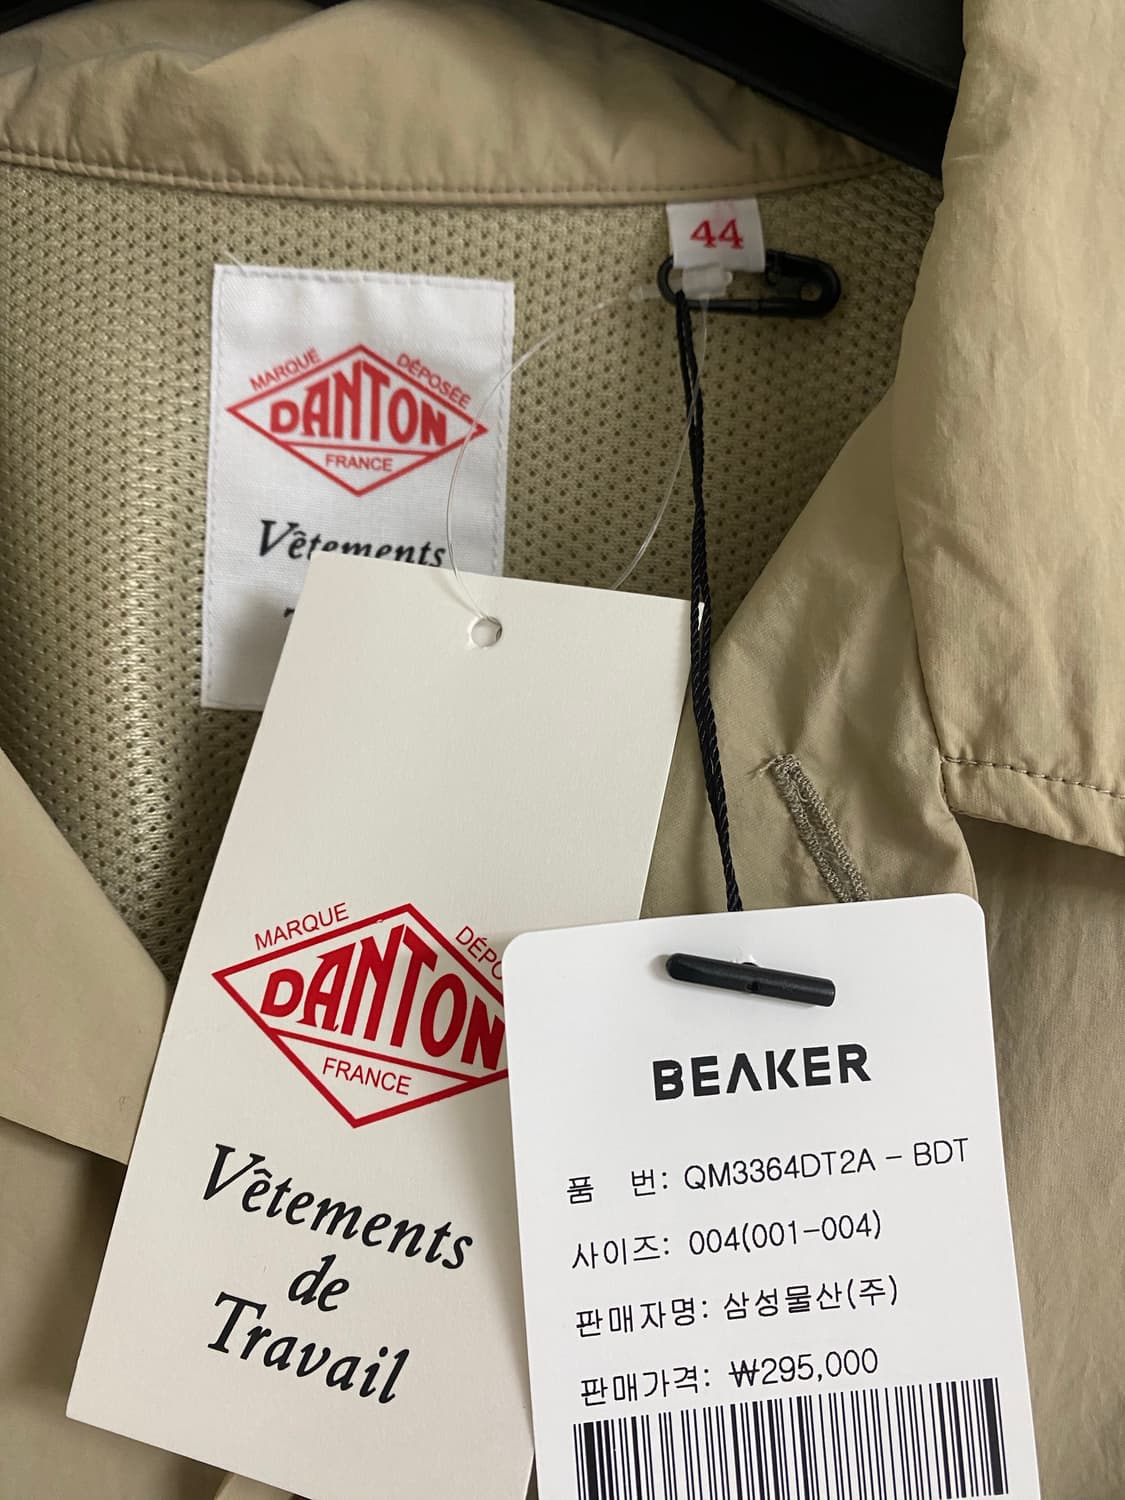 44
MARQUE DÉPOSÉE
DANTON
FRANCE
Vêtements
MARQUE
DANTON
FRANCE
Vêtements
de
Travail
BEAKER
품 번: QM3364DT2A - BDT
사이즈: 004(001-004)
판매자명: 삼성물산(주)
판매가격: ₩295,000